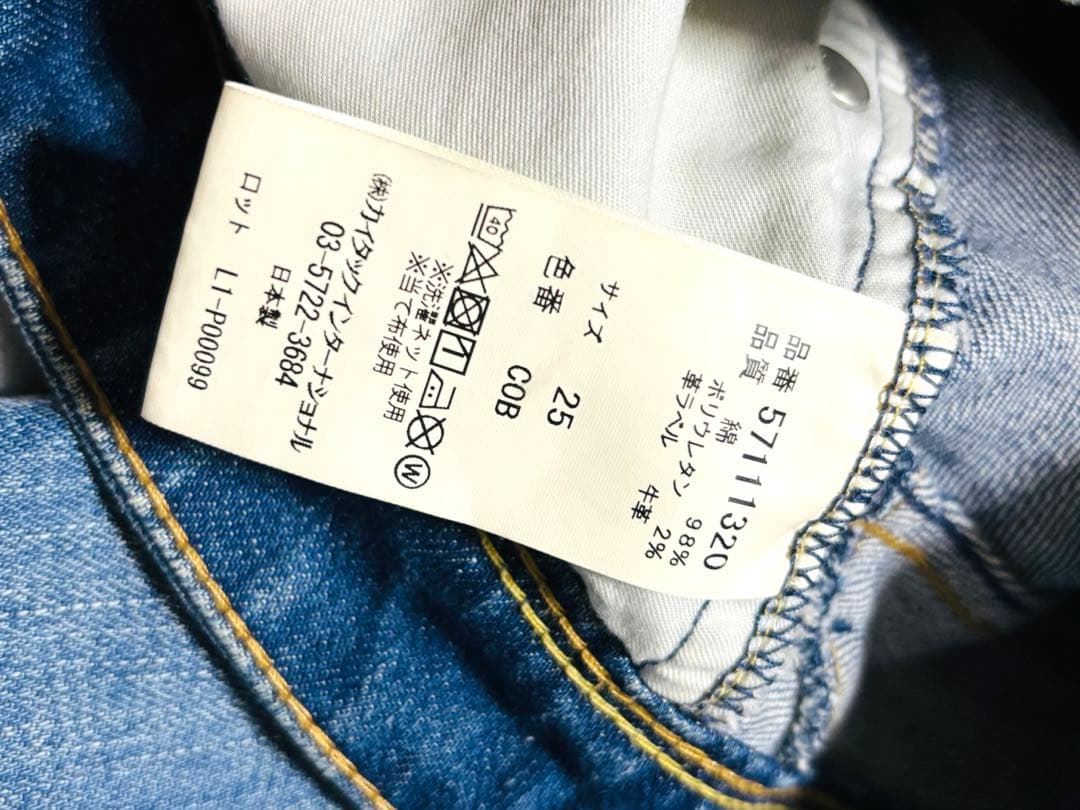 品番 57111320
品質 綿 98%
ポリウレタン 2%
革ラベル 牛革
サイズ 25
色番 COB
40
※洗濯ネット使用
※当て布使用
W
(株)カイタックインターナショナル
03-5722-3684
日本製
ロット L1-P00099